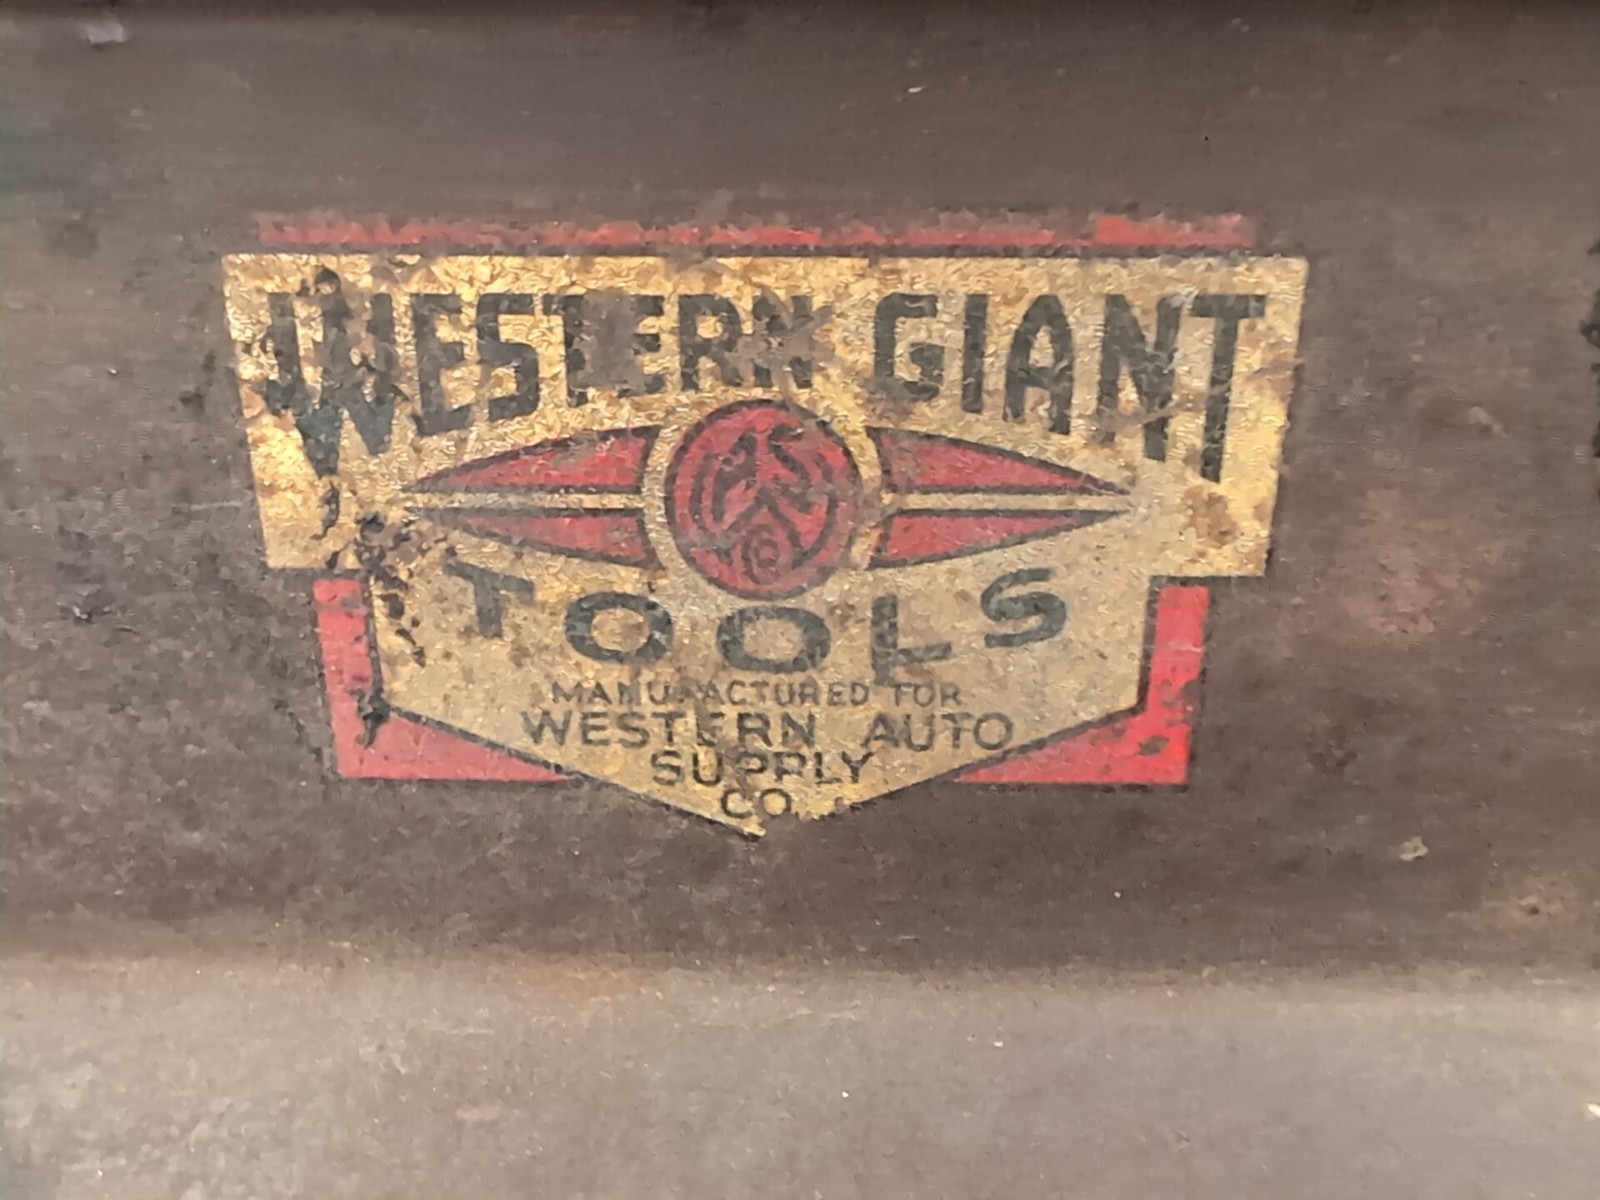 WESTERN GIANT
TOOLS
MANUFACTURED FOR
WESTERN AUTO
SUPPLY
CO.